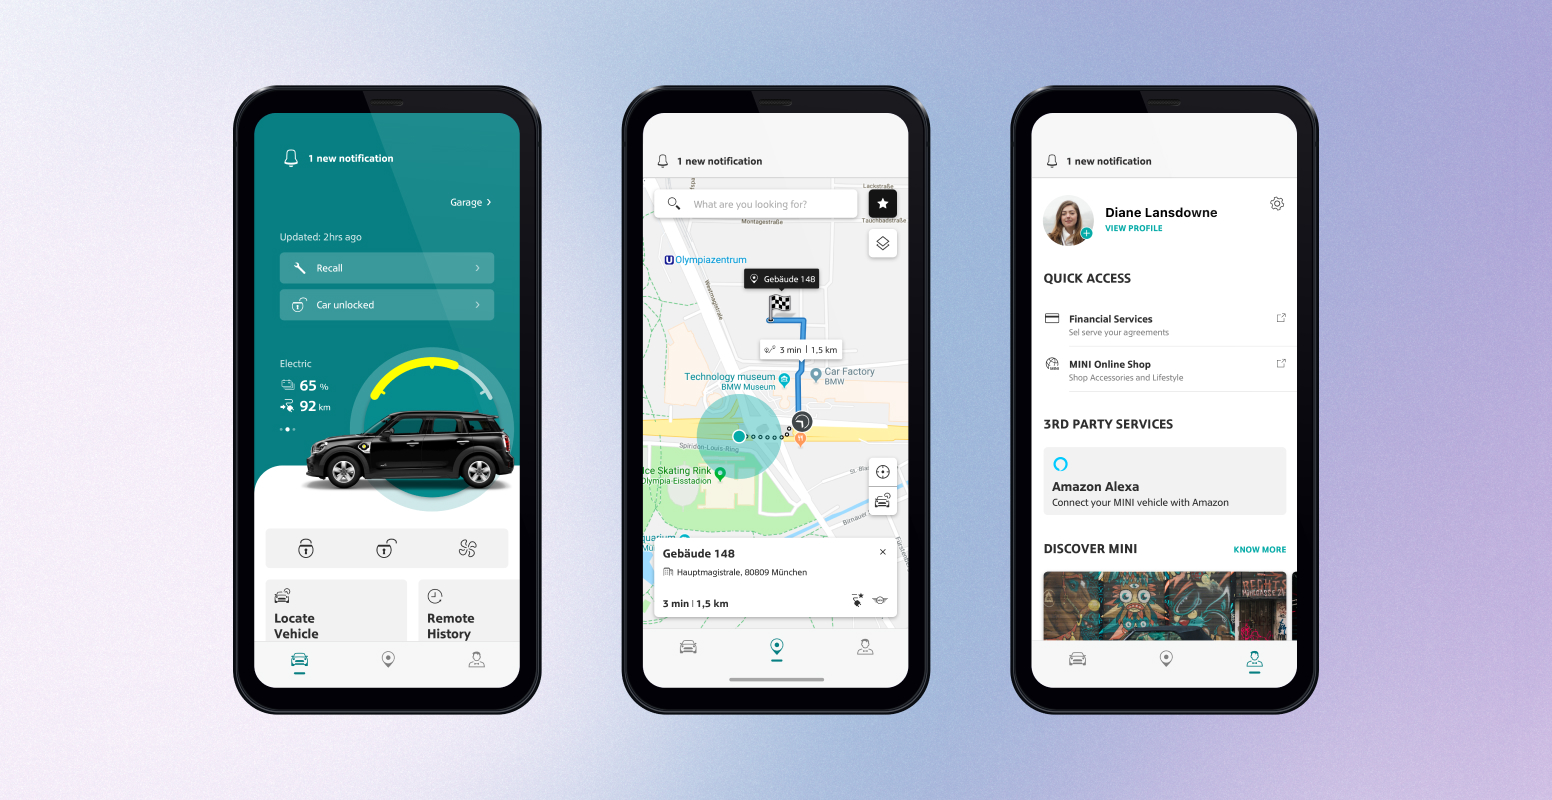 1 new notification
Garage
Updated: 2hrs ago
Recall
Car unlocked
Electric
65 %
92 km
Locate
Vehicle
Remote
History
1 new notification
Lackstraße
What are you looking for?
Tauchbadstraße
Montagestraße
U Olympiazentrum
Gebäude 148
Westmagistrale
3 min | 1,5 km
Technology museum
BMW Museum
Car Factory
BMW
Spiridon-Louis-Ring
Ice Skating Rink
Olympia-Eisstadion
St.
Birnauer
quarium
Gebäude 148
Hauptmagistrale, 80809 München
3 min | 1,5 km
1 new notification
Diane Lansdowne
VIEW PROFILE
QUICK ACCESS
Financial Services
Sel serve your agreements
MINI Online Shop
Shop Accessories and Lifestyle
3RD PARTY SERVICES
Amazon Alexa
Connect your MINI vehicle with Amazon
DISCOVER MINI
KNOW MORE